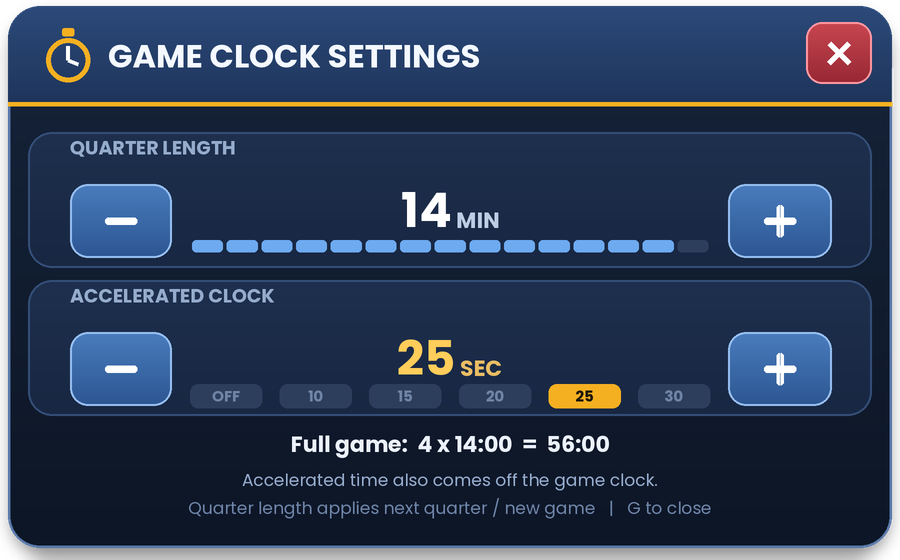 GAME CLOCK SETTINGS
QUARTER LENGTH
14 MIN
ACCELERATED CLOCK
25 SEC
OFF 10 15 20 25 30
Full game: 4 x 14:00 = 56:00
Accelerated time also comes off the game clock.
Quarter length applies next quarter / new game | G to close